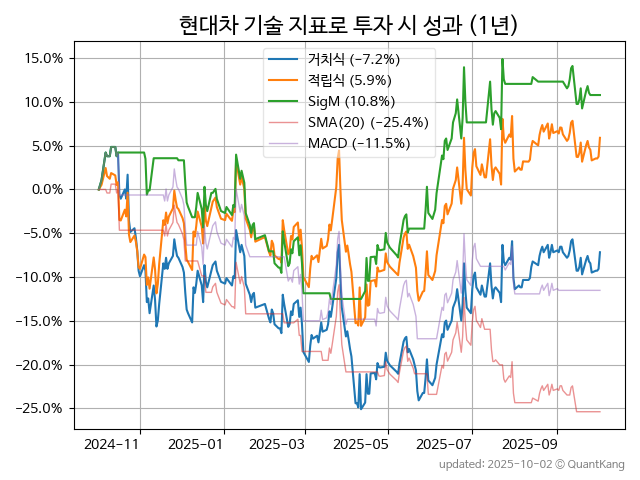 현대차 기술 지표로 투자 시 성과 (1년)
거치식 (−7.2%)
적립식 (5.9%)
SigM (10.8%)
SMA(20) (−25.4%)
MACD (−11.5%)
15.0%
10.0%
5.0%
0.0%
−5.0%
−10.0%
−15.0%
−20.0%
−25.0%
2024-11 2025-01 2025-03 2025-05 2025-07 2025-09
updated: 2025-10-02 © QuantKang